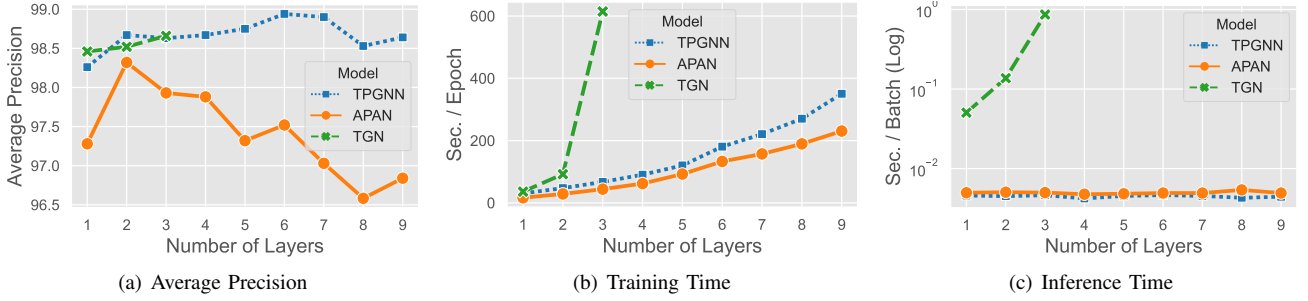 99.0
98.5
98.0
97.5
97.0
96.5
Average Precision
Model
TPGNN
APAN
TGN
1 2 3 4 5 6 7 8 9
Number of Layers
(a) Average Precision
600
400
200
0
Sec. / Epoch
Model
TPGNN
APAN
TGN
1 2 3 4 5 6 7 8 9
Number of Layers
(b) Training Time
10^0
10^-1
10^-2
Sec. / Batch (Log)
Model
TPGNN
APAN
TGN
1 2 3 4 5 6 7 8 9
Number of Layers
(c) Inference Time